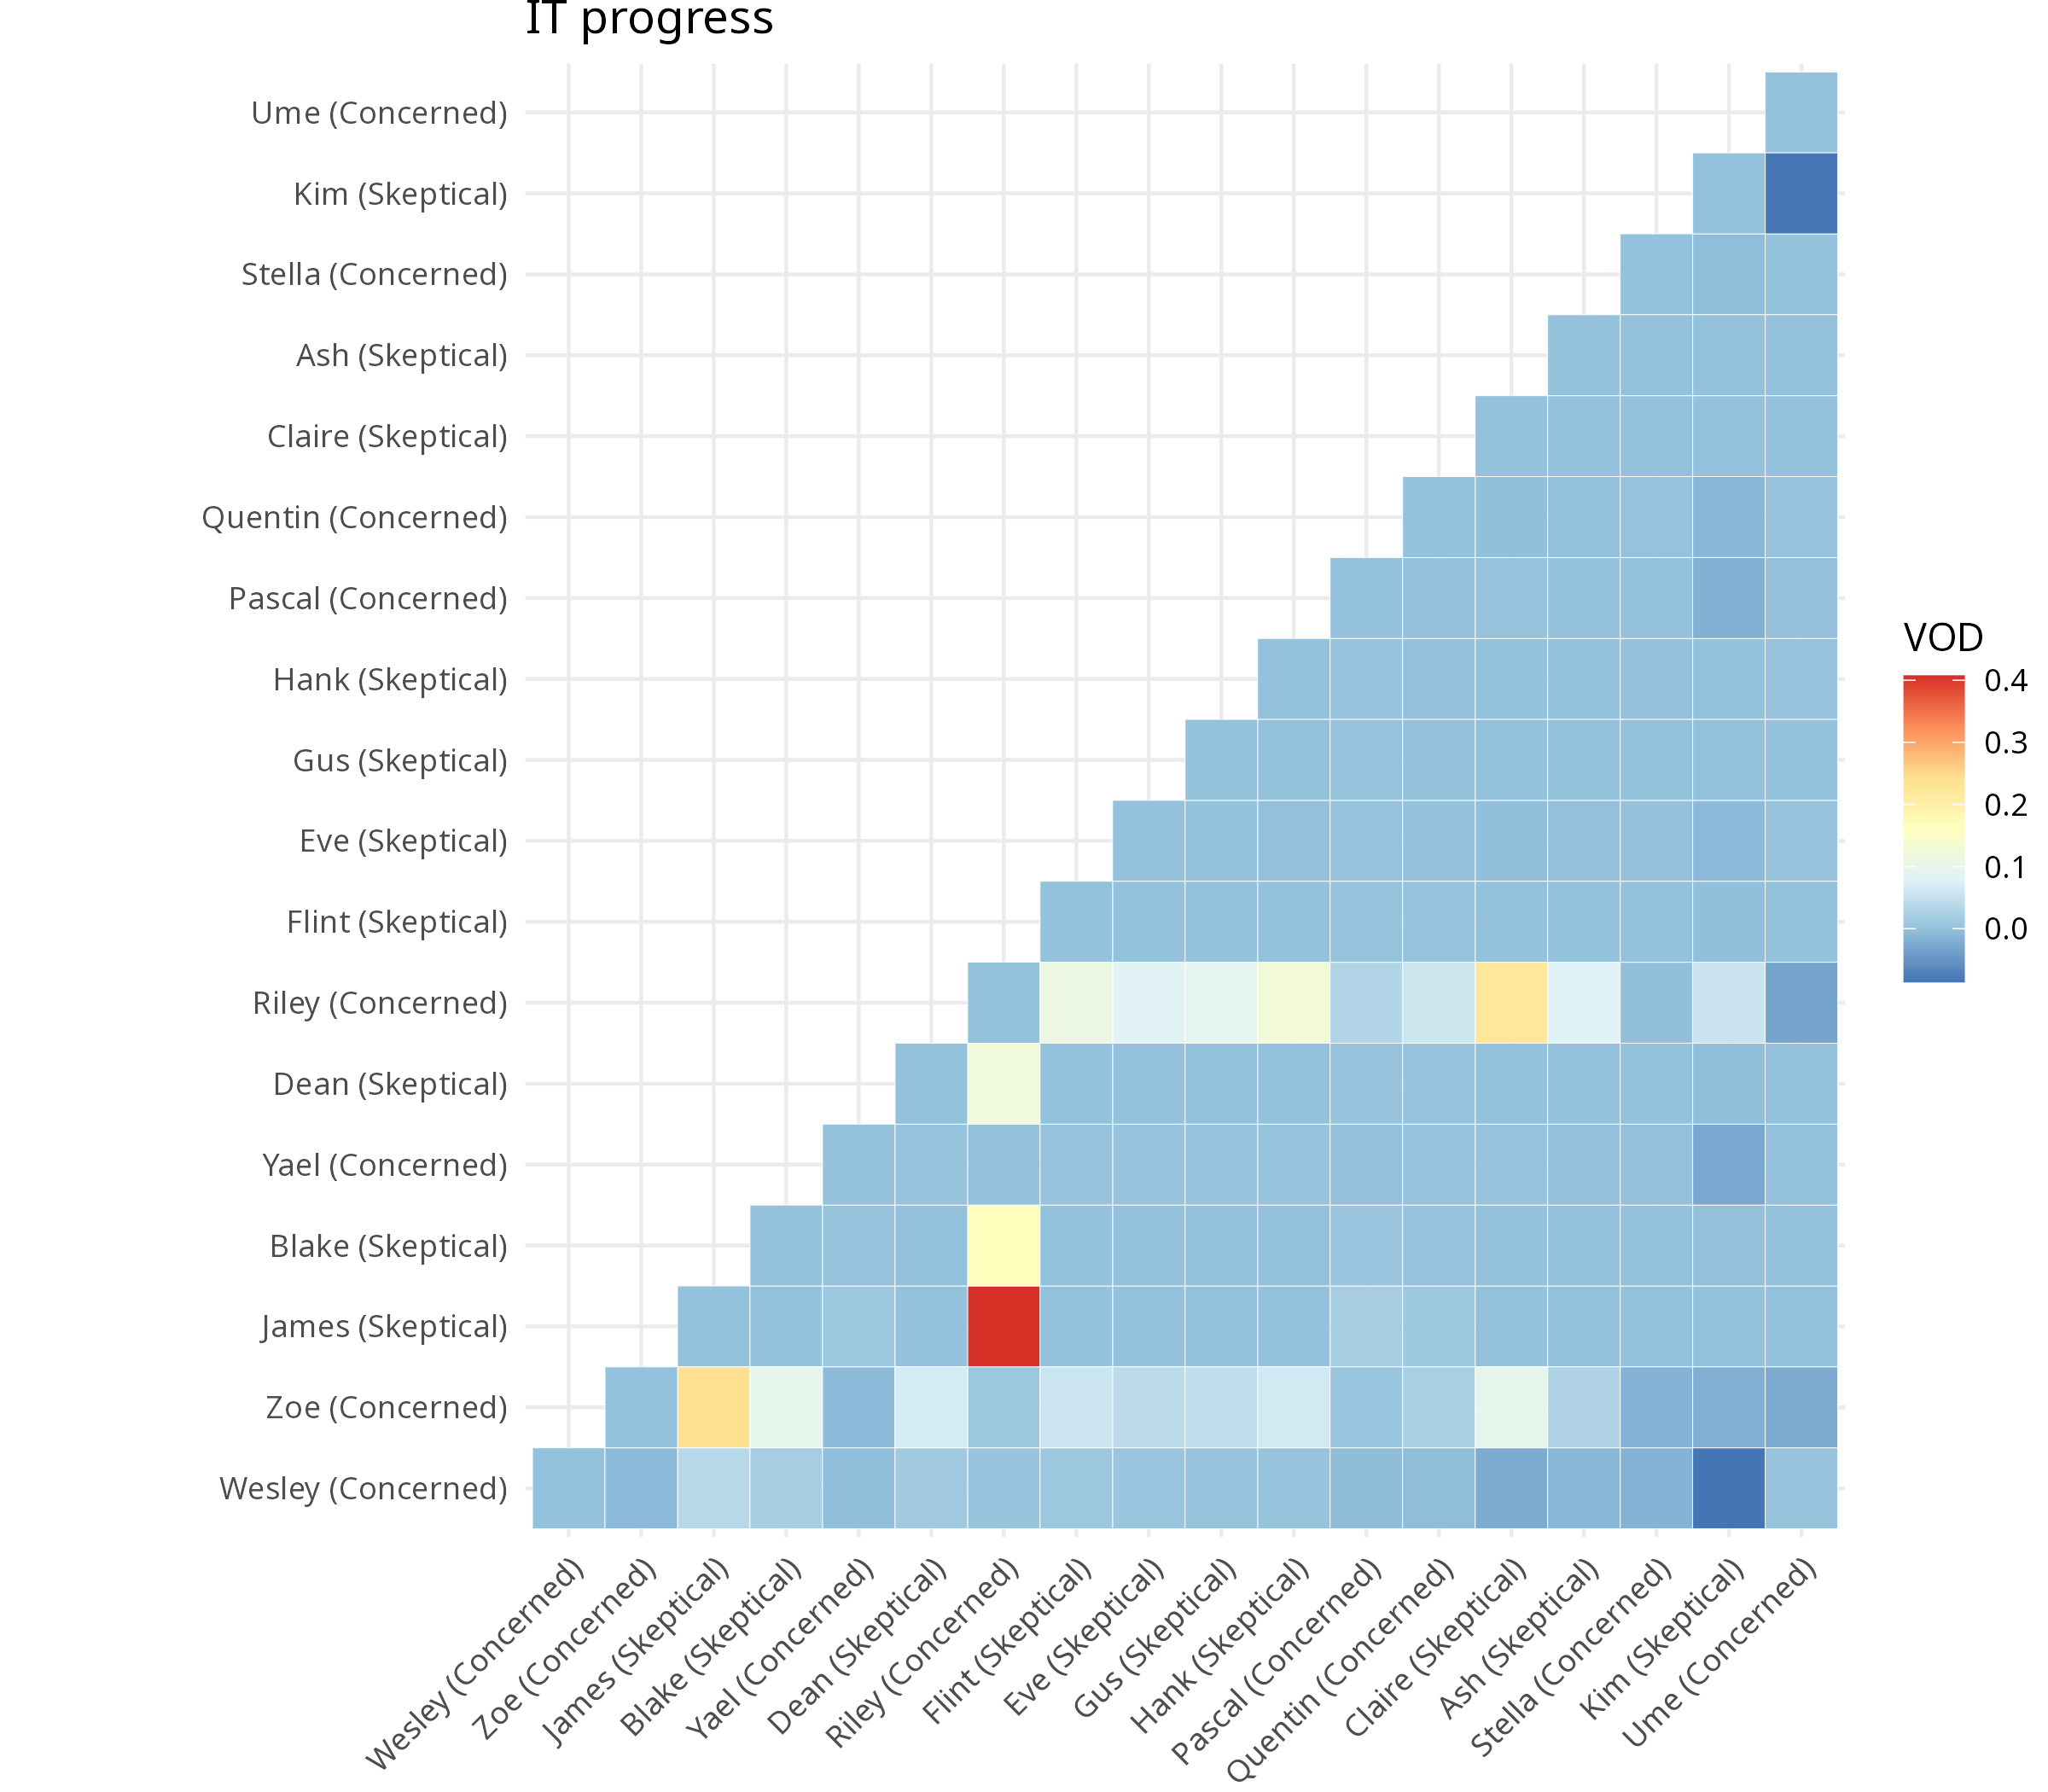 IT progress
Ume (Concerned)
Kim (Skeptical)
Stella (Concerned)
Ash (Skeptical)
Claire (Skeptical)
Quentin (Concerned)
Pascal (Concerned)
Hank (Skeptical)
Gus (Skeptical)
Eve (Skeptical)
Flint (Skeptical)
Riley (Concerned)
Dean (Skeptical)
Yael (Concerned)
Blake (Skeptical)
James (Skeptical)
Zoe (Concerned)
Wesley (Concerned)
Wesley (Concerned)
Zoe (Concerned)
James (Skeptical)
Blake (Skeptical)
Yael (Concerned)
Dean (Skeptical)
Riley (Concerned)
Flint (Skeptical)
Eve (Skeptical)
Gus (Skeptical)
Hank (Skeptical)
Pascal (Concerned)
Quentin (Concerned)
Claire (Skeptical)
Ash (Skeptical)
Stella (Concerned)
Kim (Skeptical)
Ume (Concerned)
VOD
0.4
0.3
0.2
0.1
0.0